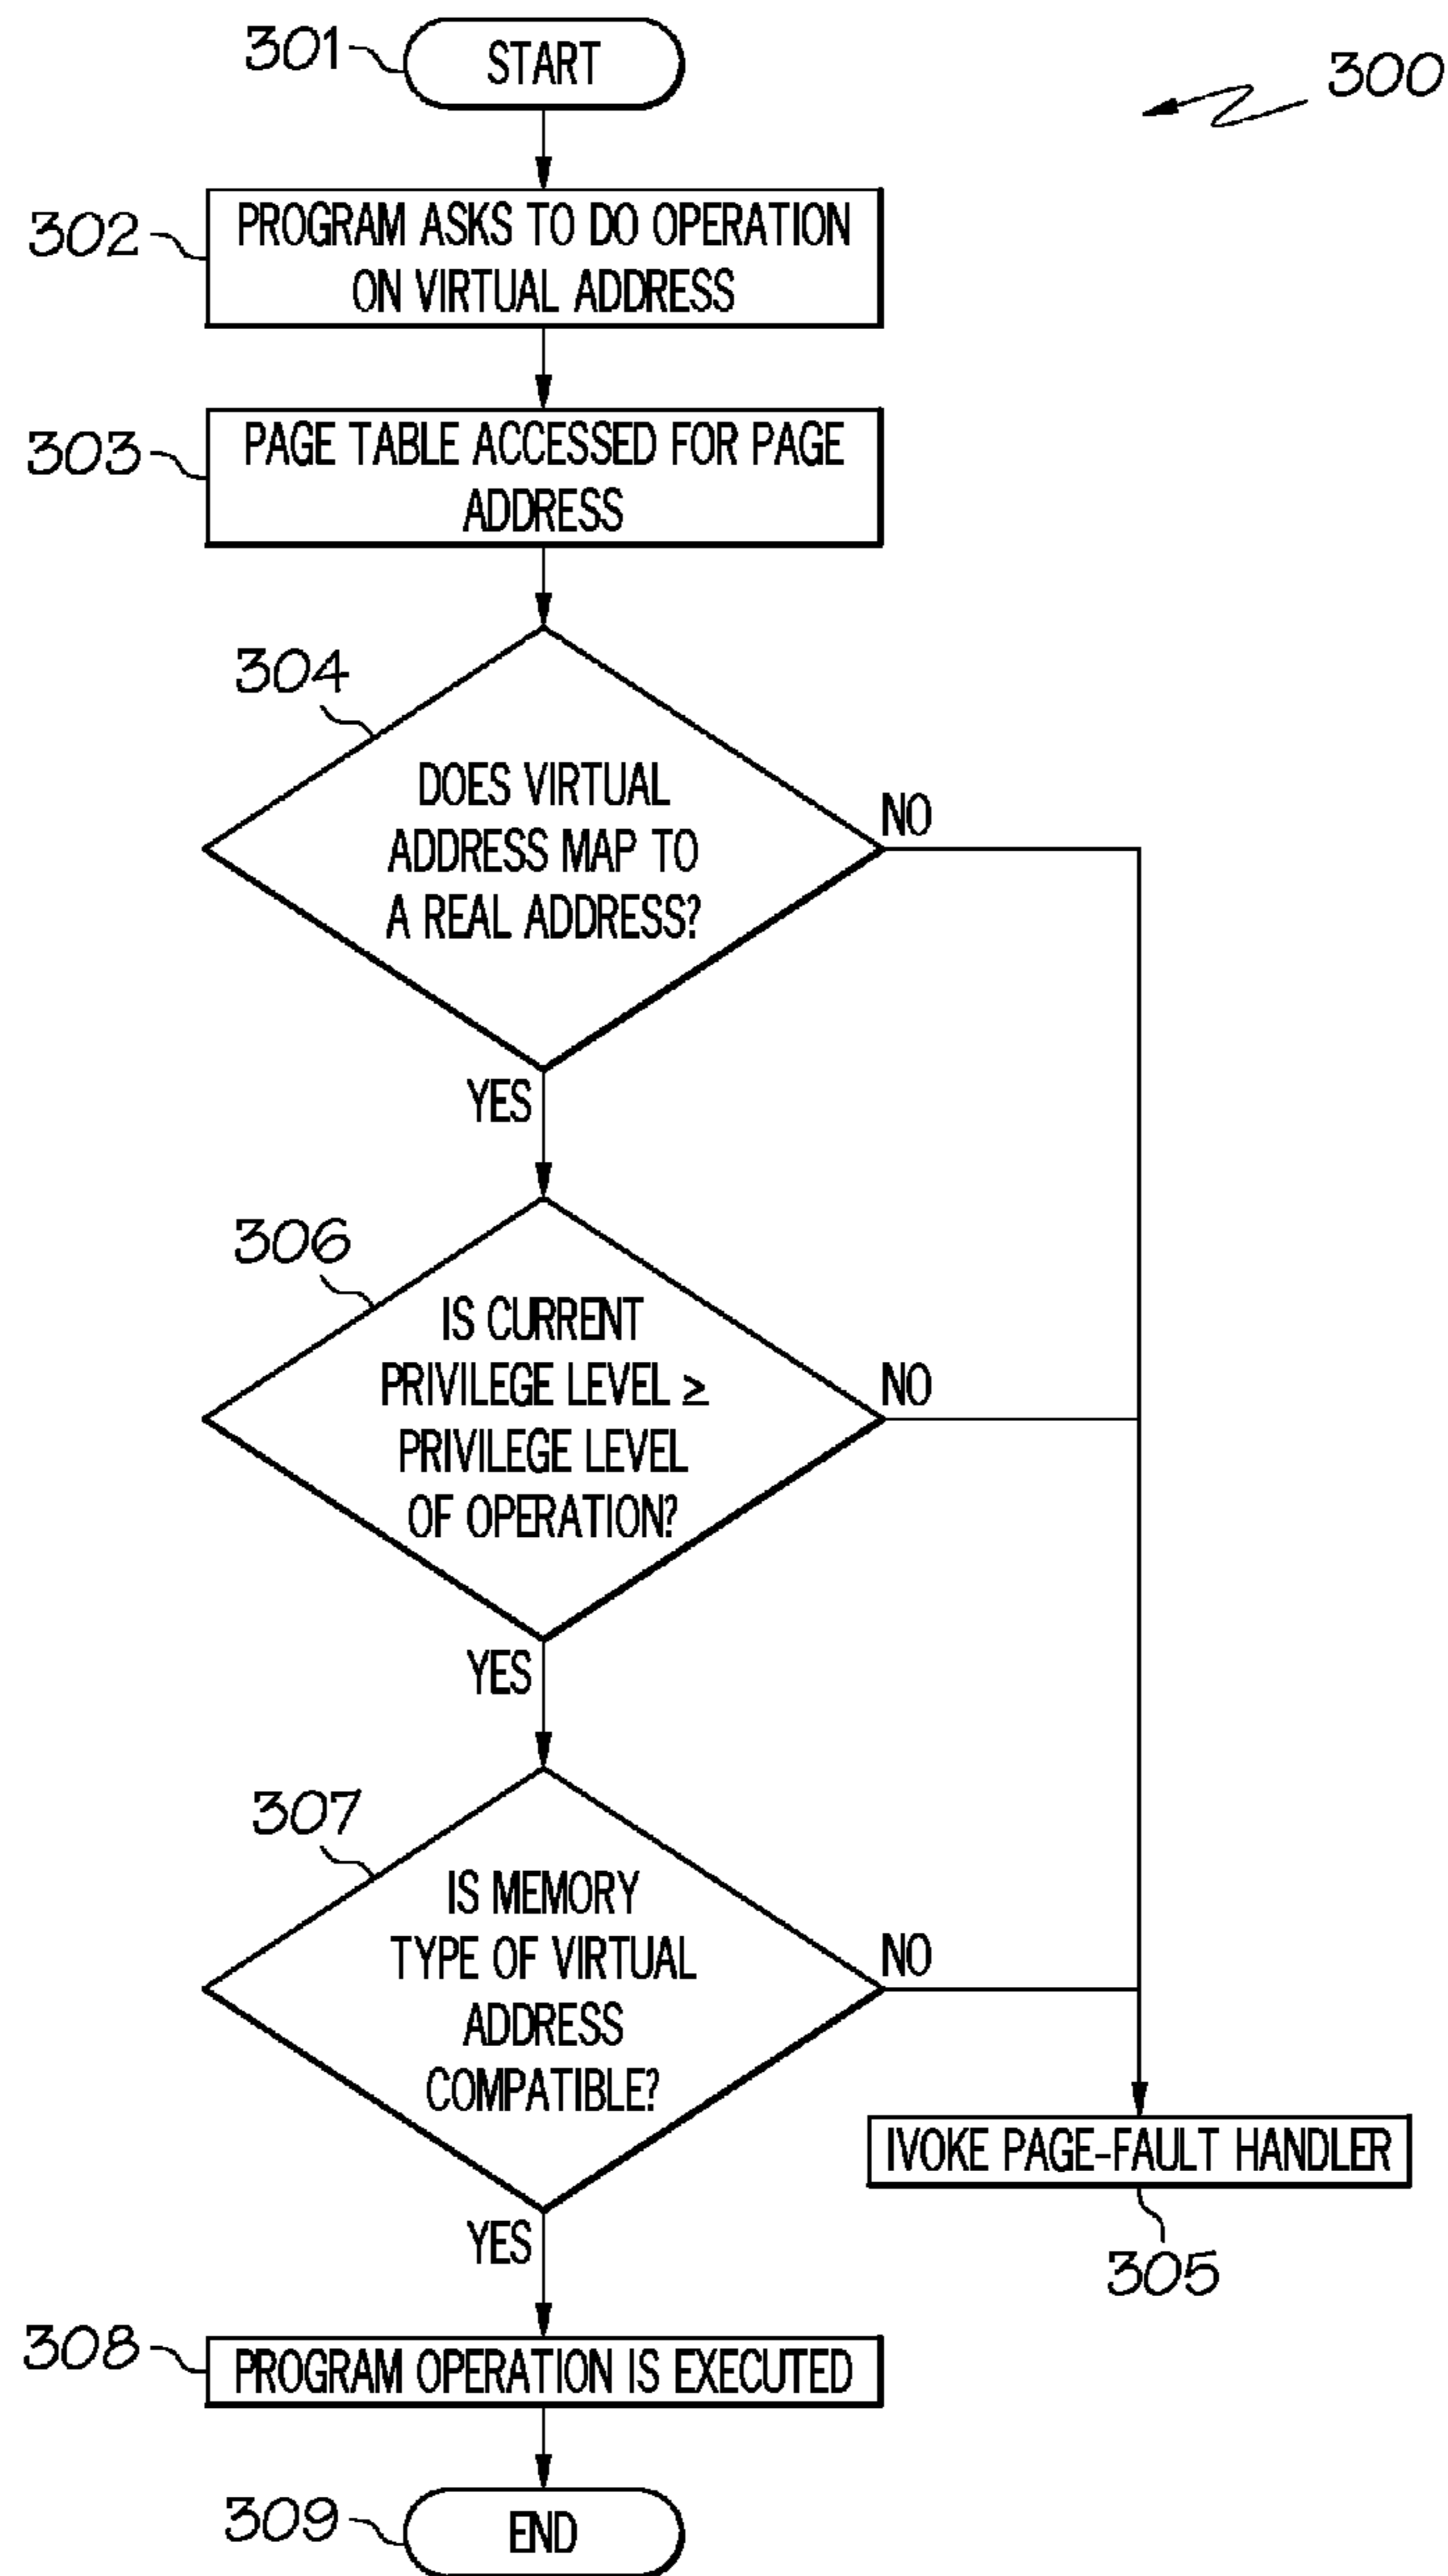 301
START
300
302
PROGRAM ASKS TO DO OPERATION
ON VIRTUAL ADDRESS
303
PAGE TABLE ACCESSED FOR PAGE
ADDRESS
304
DOES VIRTUAL
ADDRESS MAP TO
A REAL ADDRESS?
NO
YES
306
IS CURRENT
PRIVILEGE LEVEL ≥
PRIVILEGE LEVEL
OF OPERATION?
NO
YES
307
IS MEMORY
TYPE OF VIRTUAL
ADDRESS
COMPATIBLE?
NO
YES
IVOKE PAGE-FAULT HANDLER
305
308
PROGRAM OPERATION IS EXECUTED
309
END